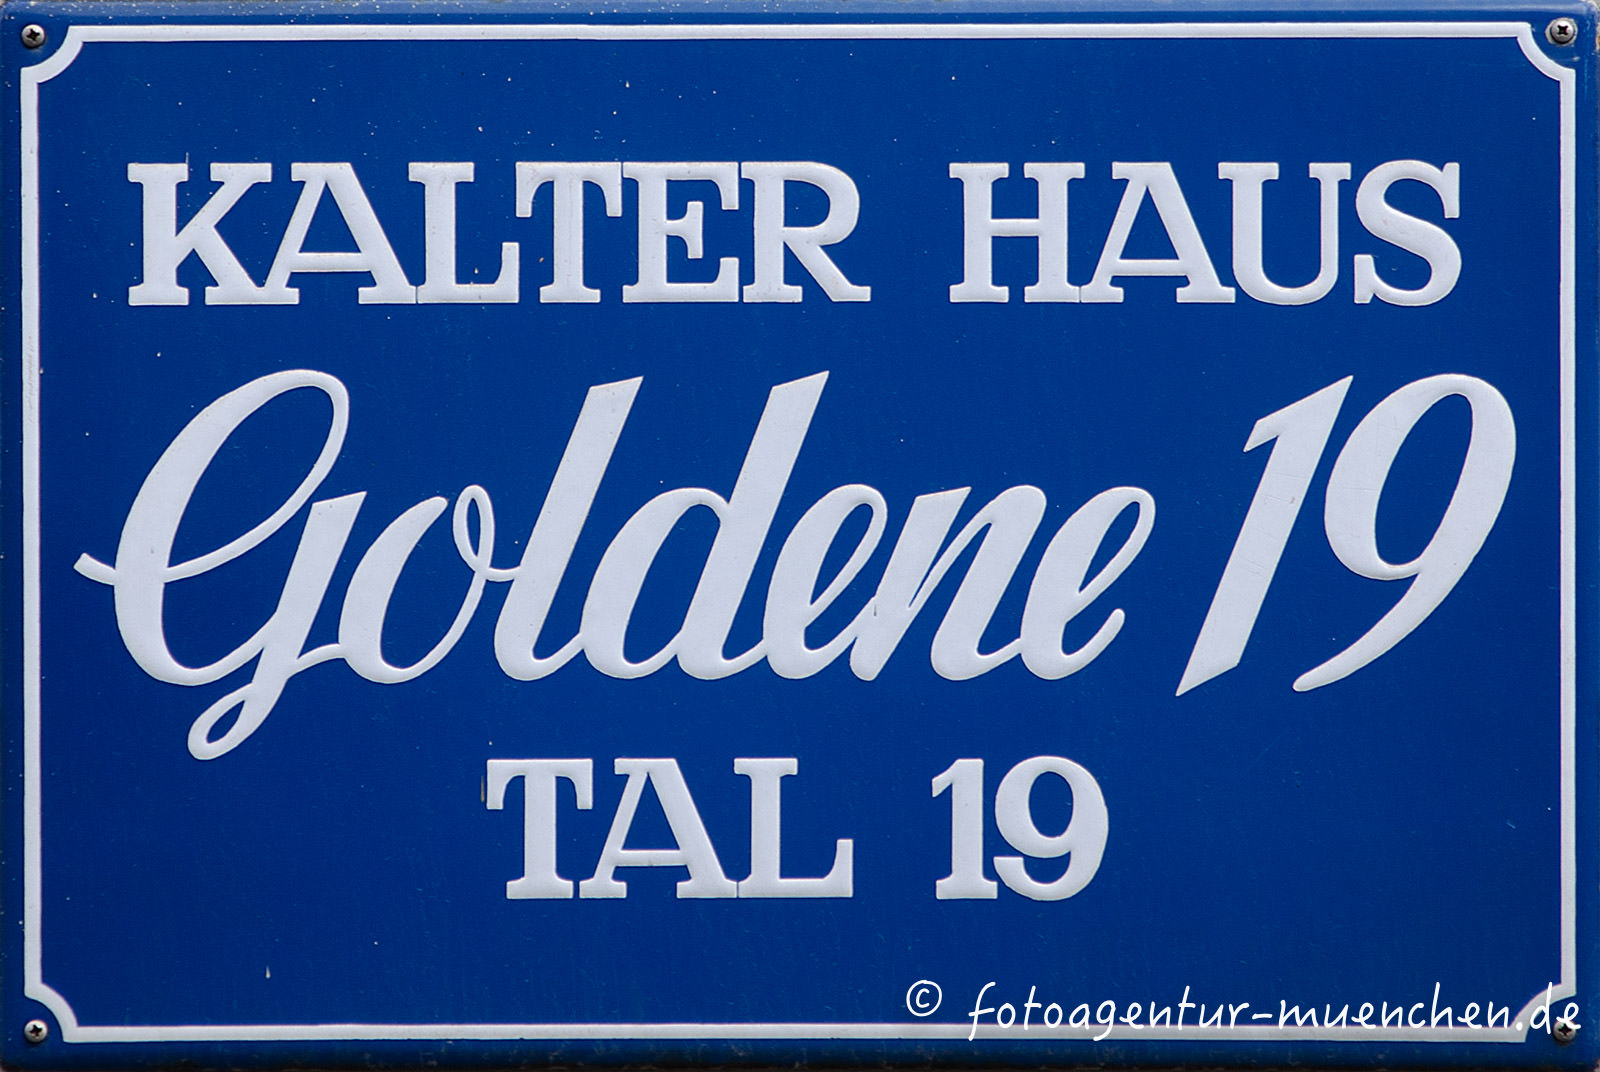 KALTER HAUS
Goldene 19
TAL 19
© fotoagentur-muenchen.de